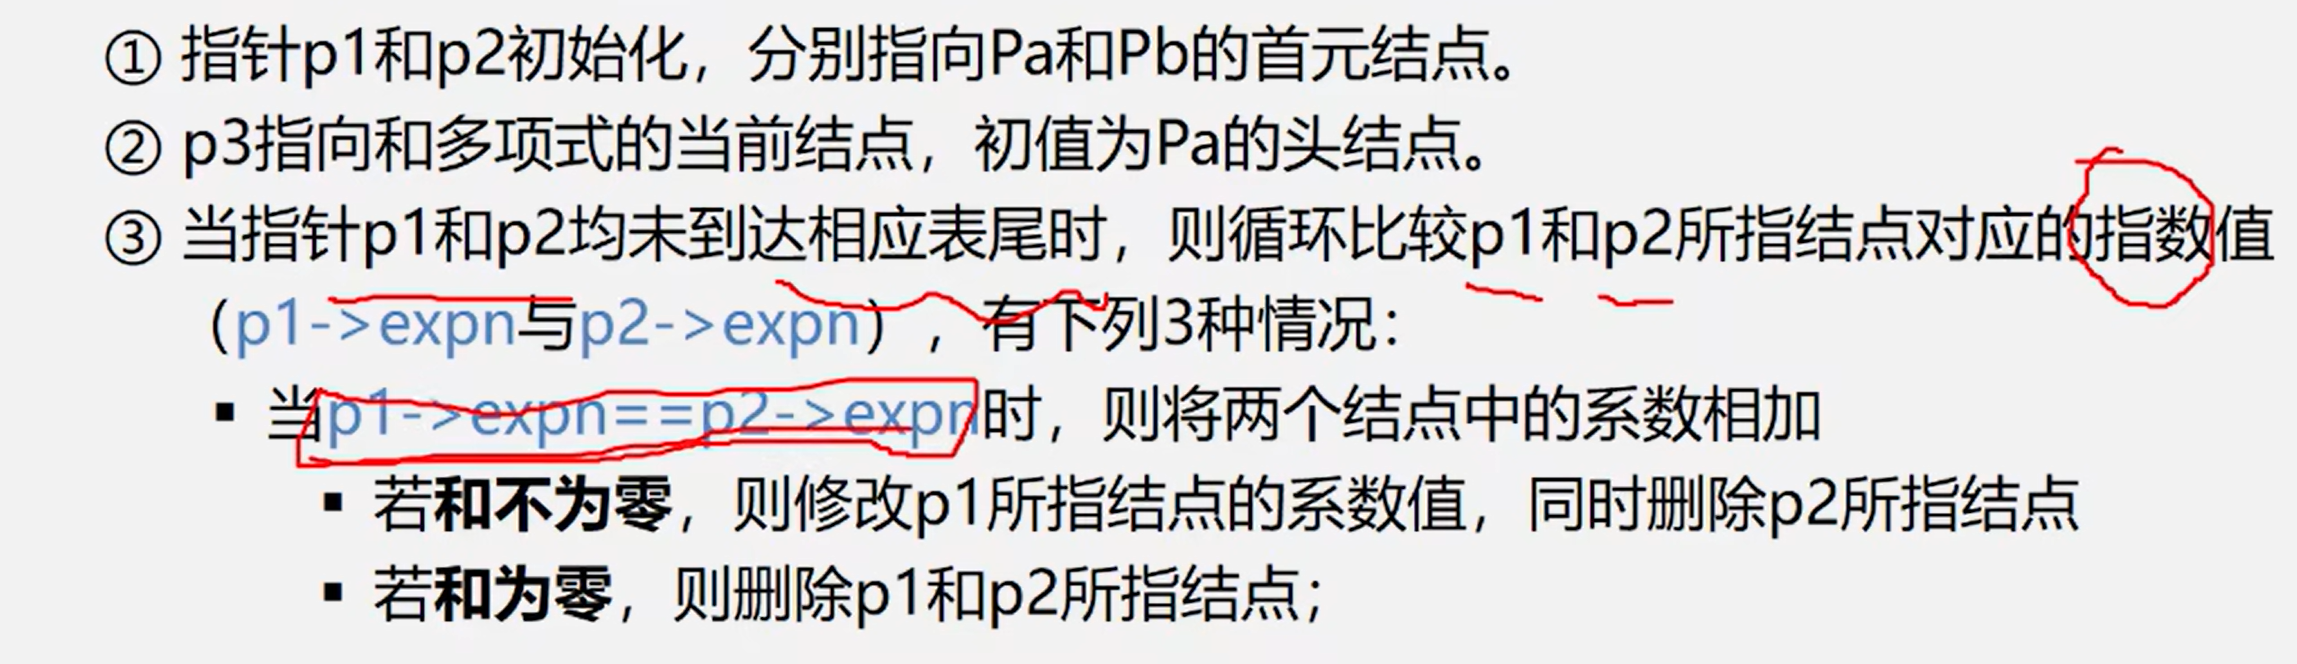 ① 指针p1和p2初始化，分别指向Pa和Pb的首元结点。
② p3指向和多项式的当前结点，初值为Pa的头结点。
③ 当指针p1和p2均未到达相应表尾时，则循环比较p1和p2所指结点对应的指数值
（p1->expn与p2->expn），有下列3种情况：
▪ 当p1->expn==p2->expn时，则将两个结点中的系数相加
▪ 若和不为零，则修改p1所指结点的系数值，同时删除p2所指结点
▪ 若和为零，则删除p1和p2所指结点；